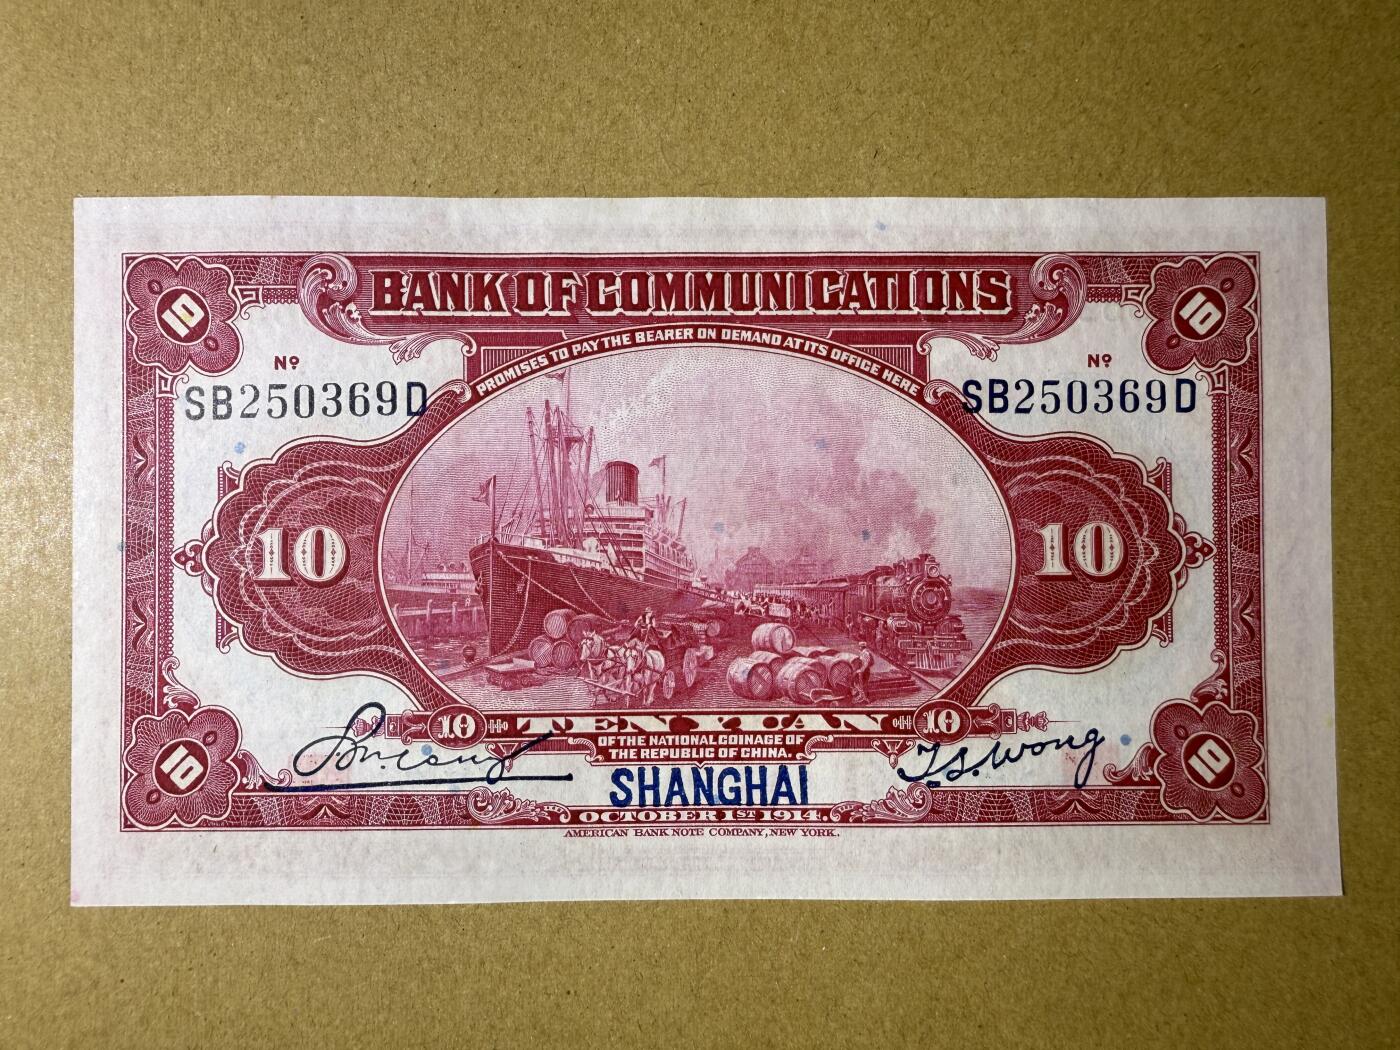 BANK OF COMMUNICATIONS
PROMISES TO PAY THE BEARER ON DEMAND AT ITS OFFICE HERE
10 10
Nº Nº
SB250369D SB250369D
10 10
10 TEN YUAN 10
OF THE NATIONAL COINAGE OF
THE REPUBLIC OF CHINA.
T.S. Wong
10 10
SHANGHAI
OCTOBER 1ST 1914.
AMERICAN BANK NOTE COMPANY, NEW YORK.